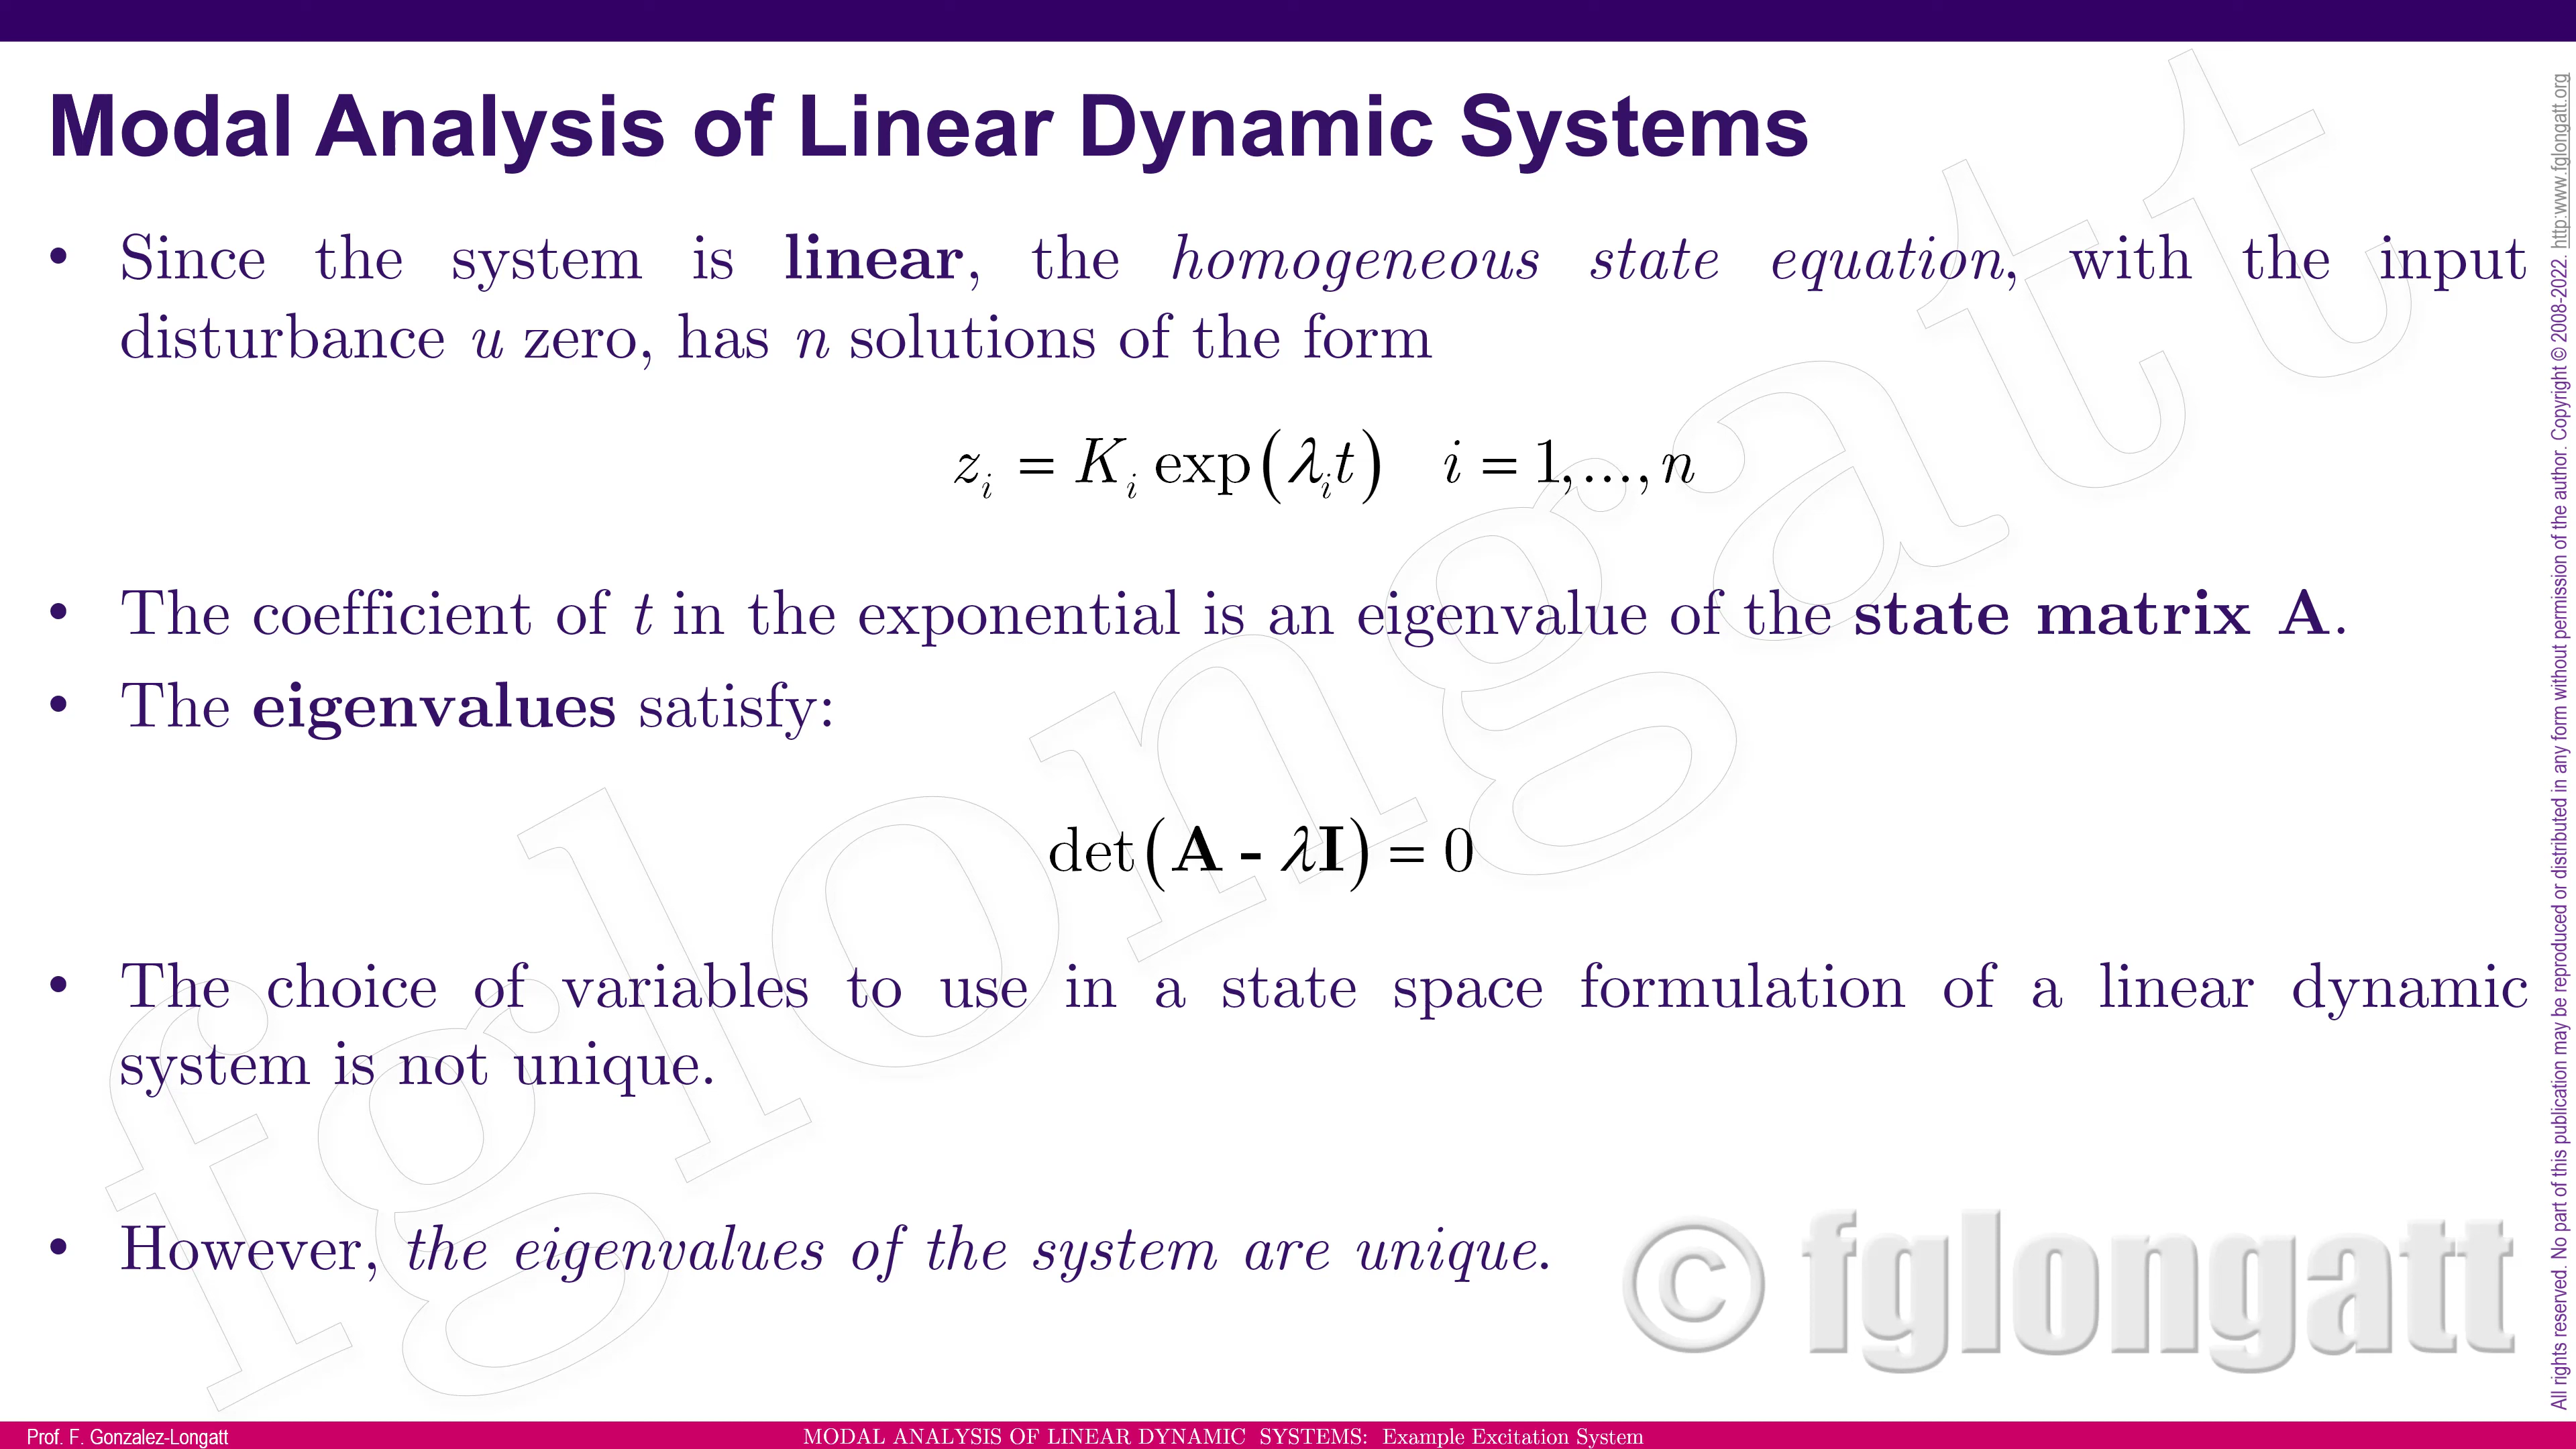 Modal Analysis of Linear Dynamic Systems
• Since the system is linear, the homogeneous state equation, with the input
disturbance u zero, has n solutions of the form
z_i = K_i exp(λ_i t)   i = 1,...,n
• The coefficient of t in the exponential is an eigenvalue of the state matrix A.
• The eigenvalues satisfy:
det(A - λI) = 0
• The choice of variables to use in a state space formulation of a linear dynamic
system is not unique.
• However, the eigenvalues of the system are unique.
© fglongatt
fglongatt
All rights reserved. No part of this publication may be reproduced or distributed in any form without permission of the author. Copyright © 2008-2022. http:www.fglongatt.org
Prof. F. Gonzalez-Longatt
MODAL ANALYSIS OF LINEAR DYNAMIC SYSTEMS: Example Excitation System